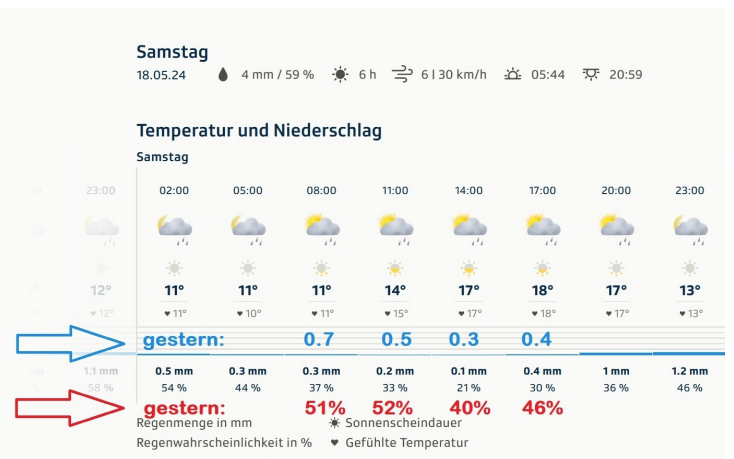 Samstag
18.05.24 4 mm / 59 % 6 h 6 | 30 km/h 05:44 20:59
Temperatur und Niederschlag
Samstag
23:00 02:00 05:00 08:00 11:00 14:00 17:00 20:00 23:00
12° 11° 11° 11° 14° 17° 18° 17° 13°
12° 11° 10° 11° 15° 17° 18° 17° 13°
gestern: 0.7 0.5 0.3 0.4
1.1 mm 0.5 mm 0.3 mm 0.3 mm 0.2 mm 0.1 mm 0.4 mm 1 mm 1.2 mm
58 % 54 % 44 % 37 % 33 % 21 % 30 % 36 % 46 %
gestern: 51% 52% 40% 46%
Regenmenge in mm Sonnenscheindauer
Regenwahrscheinlichkeit in % Gefühlte Temperatur